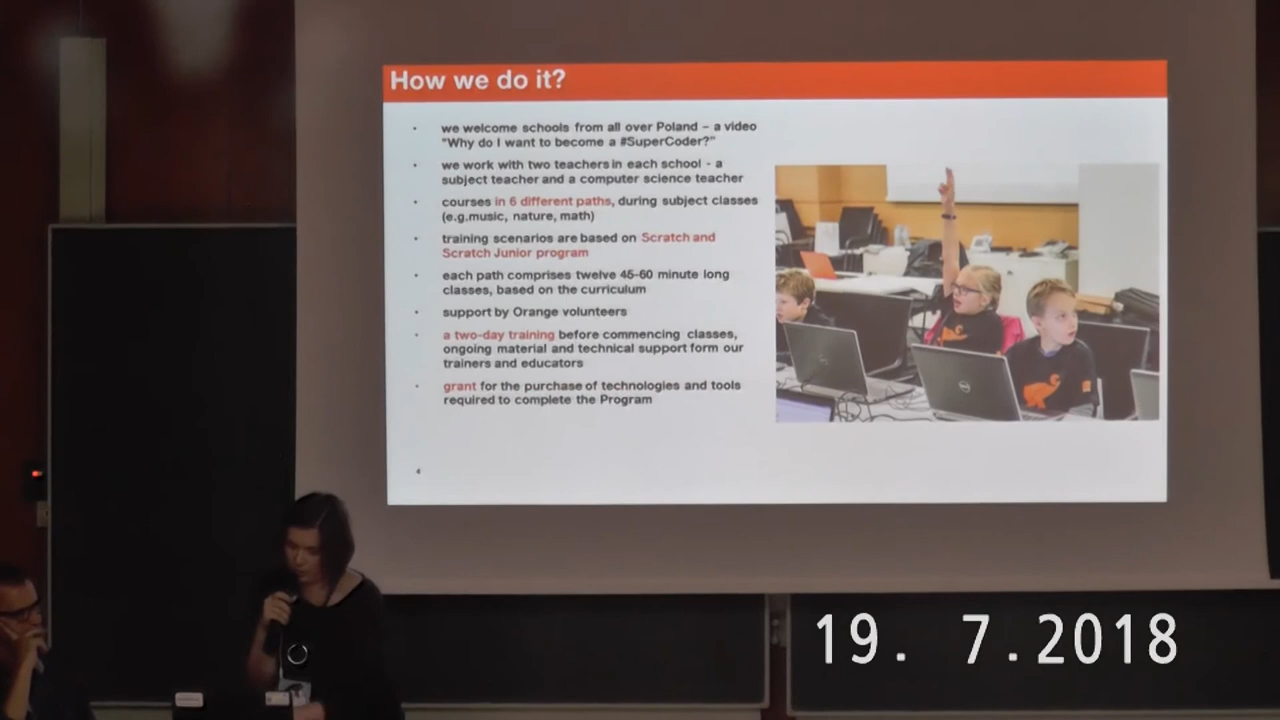 How we do it?
• we welcome schools from all over Poland – a video
"Why do I want to become a #SuperCoder?"
• we work with two teachers in each school - a
subject teacher and a computer science teacher
• courses in 6 different paths, during subject classes
(e.g.music, nature, math)
• training scenarios are based on Scratch and
Scratch Junior program
• each path comprises twelve 45-60 minute long
classes, based on the curriculum
• support by Orange volunteers
• a two-day training before commencing classes,
ongoing material and technical support form our
trainers and educators
• grant for the purchase of technologies and tools
required to complete the Program
4
19. 7.2018